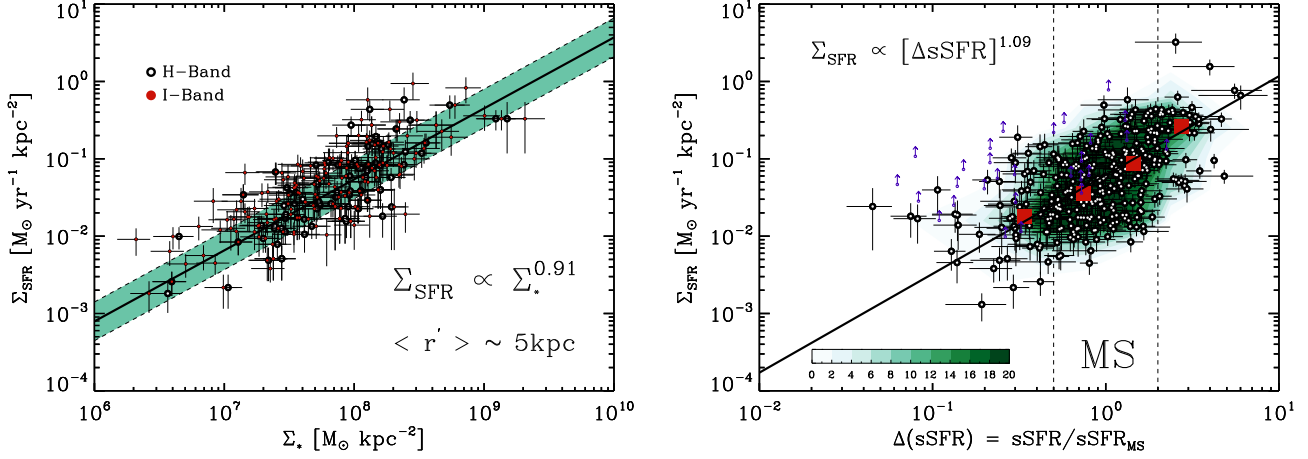 10^1
10^0
10^-1
10^-2
10^-3
10^-4
Σ_SFR [M_⊙ yr^-1 kpc^-2]
H-Band
I-Band
Σ_SFR ∝ Σ_*^0.91
< r' > ~ 5kpc
10^6 10^7 10^8 10^9 10^10
Σ_* [M_⊙ kpc^-2]
10^1
10^0
10^-1
10^-2
10^-3
10^-4
Σ_SFR [M_⊙ yr^-1 kpc^-2]
Σ_SFR ∝ [ΔsSFR]^1.09
MS
0 2 4 6 8 10 12 14 16 18 20
10^-2 10^-1 10^0 10^1
Δ(sSFR) = sSFR/sSFR_MS